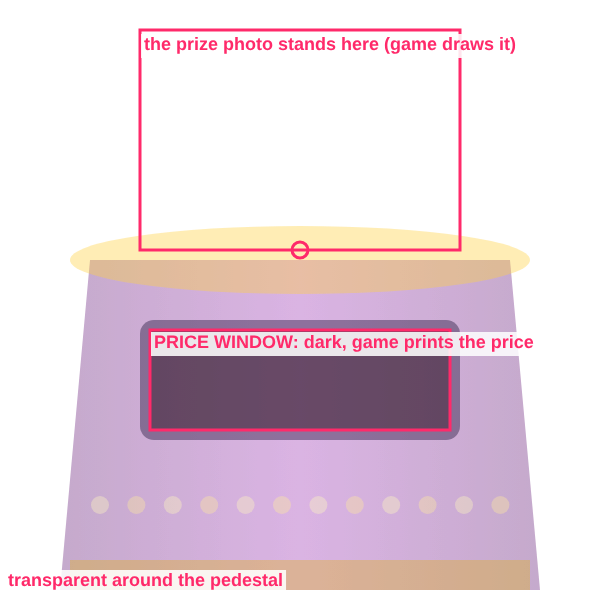 the prize photo stands here (game draws it)
PRICE WINDOW: dark, game prints the price
transparent around the pedestal